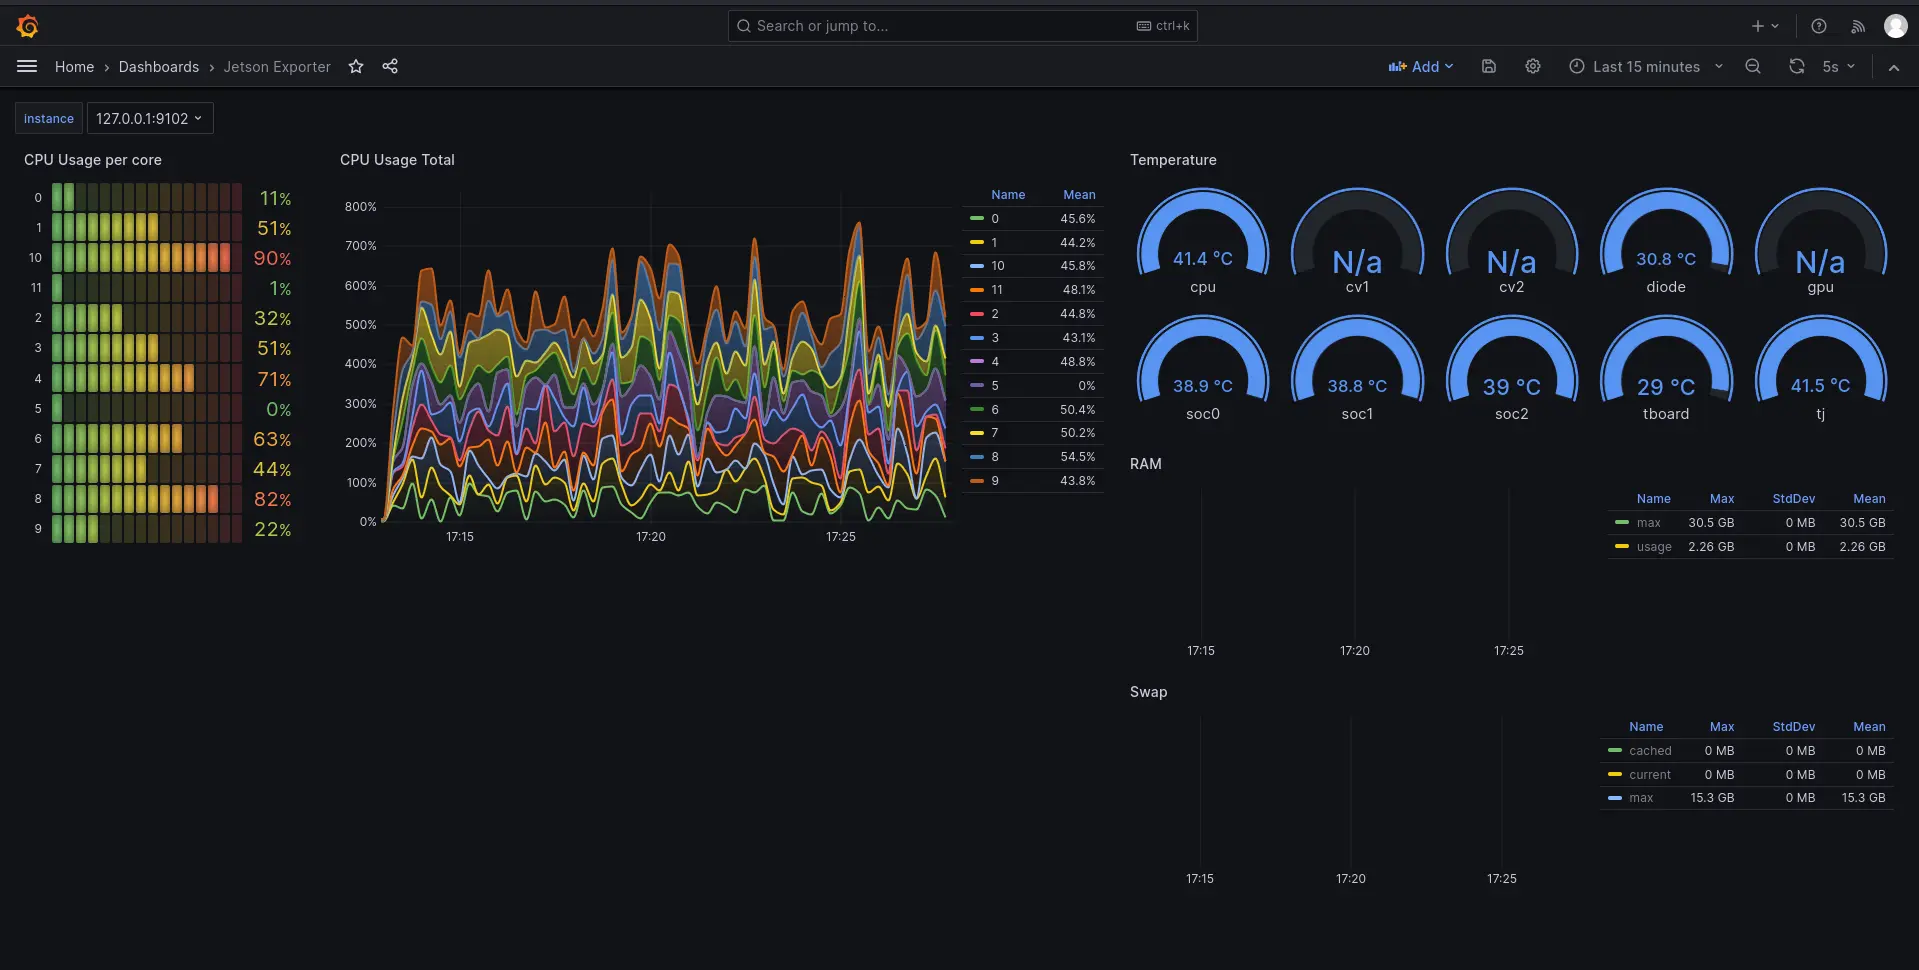 Search or jump to... ctrl+k
Home › Dashboards › Jetson Exporter
Add Last 15 minutes 5s
instance 127.0.0.1:9102
CPU Usage per core
0 11%
1 51%
10 90%
11 1%
2 32%
3 51%
4 71%
5 0%
6 63%
7 44%
8 82%
9 22%
CPU Usage Total
800%
700%
600%
500%
400%
300%
200%
100%
0%
17:15 17:20 17:25
Name Mean
0 45.6%
1 44.2%
10 45.8%
11 48.1%
2 44.8%
3 43.1%
4 48.8%
5 0%
6 50.4%
7 50.2%
8 54.5%
9 43.8%
Temperature
41.4 °C N/a N/a 30.8 °C N/a
cpu cv1 cv2 diode gpu
38.9 °C 38.8 °C 39 °C 29 °C 41.5 °C
soc0 soc1 soc2 tboard tj
RAM
17:15 17:20 17:25
Name Max StdDev Mean
max 30.5 GB 0 MB 30.5 GB
usage 2.26 GB 0 MB 2.26 GB
Swap
17:15 17:20 17:25
Name Max StdDev Mean
cached 0 MB 0 MB 0 MB
current 0 MB 0 MB 0 MB
max 15.3 GB 0 MB 15.3 GB